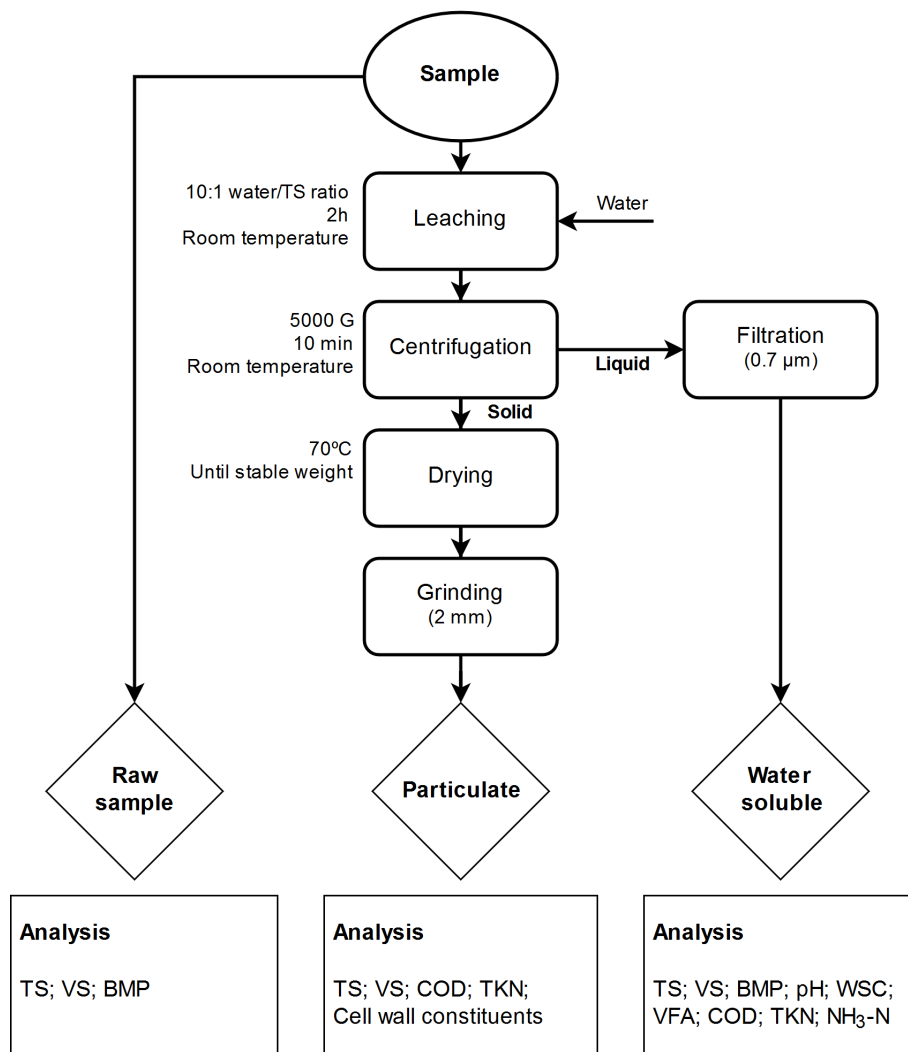 Sample
10:1 water/TS ratio
2h
Room temperature
Leaching
Water
5000 G
10 min
Room temperature
Centrifugation
Liquid
Filtration
(0.7 µm)
Solid
70ºC
Until stable weight
Drying
Grinding
(2 mm)
Raw
sample
Particulate
Water
soluble
Analysis
TS; VS; BMP
Analysis
TS; VS; COD; TKN;
Cell wall constituents
Analysis
TS; VS; BMP; pH; WSC;
VFA; COD; TKN; NH₃-N